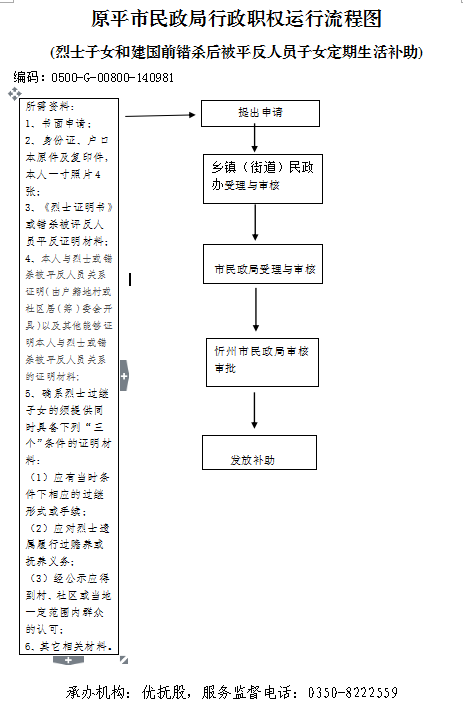 原平市民政局行政职权运行流程图
(烈士子女和建国前错杀后被平反人员子女定期生活补助)
编码：0500-G-00800-140981
所需资料：
1、书面申请；
2、身份证、户口
本原件及复印件，
本人一寸照片4
张；
3、《烈士证明书》
或错杀被评反人
员平反证明材料；
4、本人与烈士或错
杀被平反人员关系
证明(由户籍地村或
社区居(筹)委会开
具)以及其他能够证
明本人与烈士或错
杀被平反人员关系
的证明材料；
5、确系烈士过继
子女的须提供同
时具备下列“三
个”条件的证明材
料：
（1）应有当时条
件下相应的过继
形式或手续；
（2）应对烈士遗
属履行过赡养或
抚养义务；
（3）经公示应得
到村、社区或当地
一定范围内群众
的认可；
6、其它相关材料。
提出申请
乡镇（街道）民政
办受理与审核
市民政局受理与审核
忻州市民政局审核
审批
发放补助
承办机构：优抚股，服务监督电话：0350-8222559